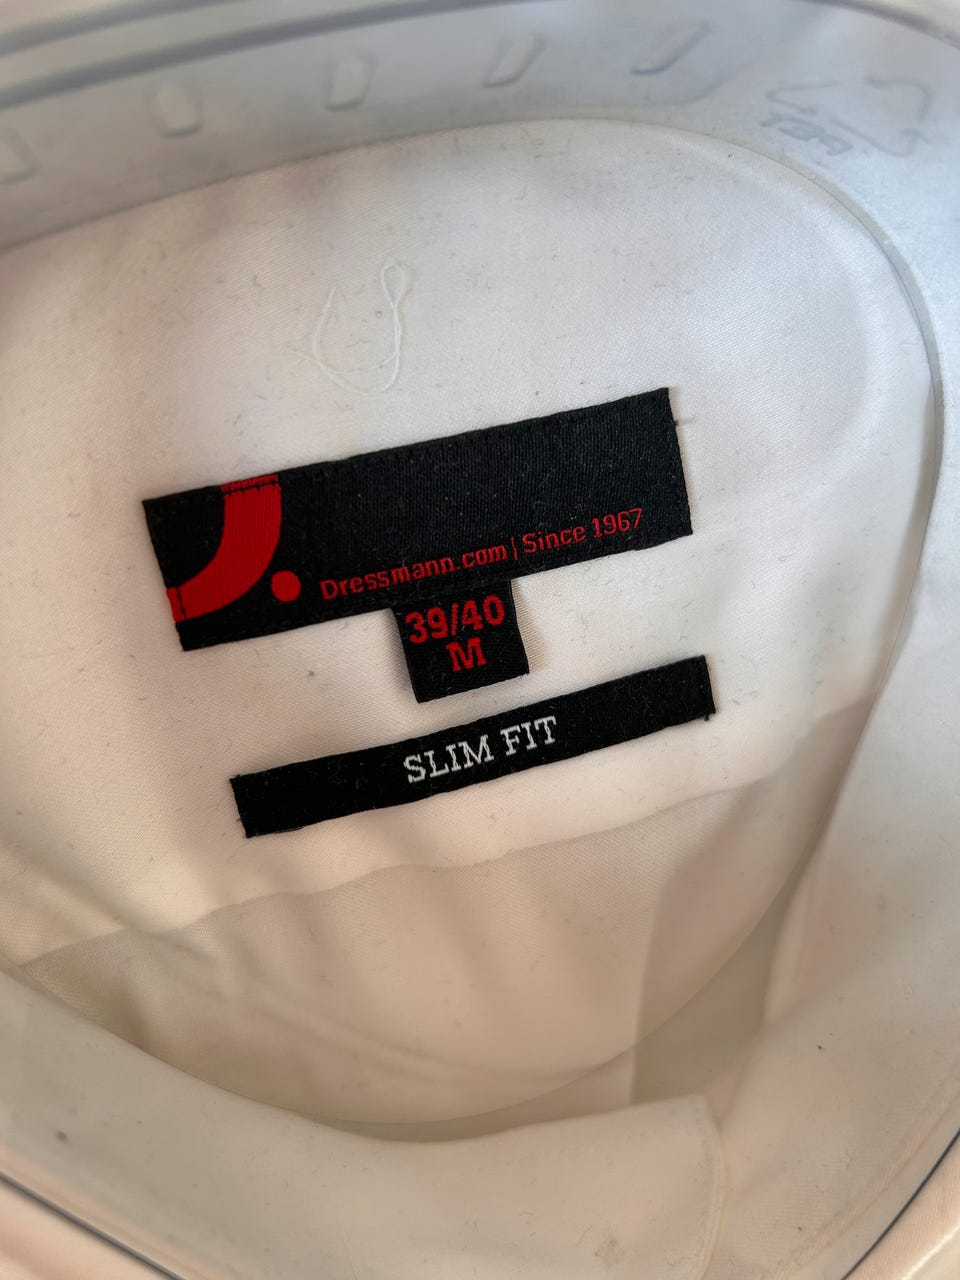 Dressmann.com | Since 1967
39/40
M
SLIM FIT